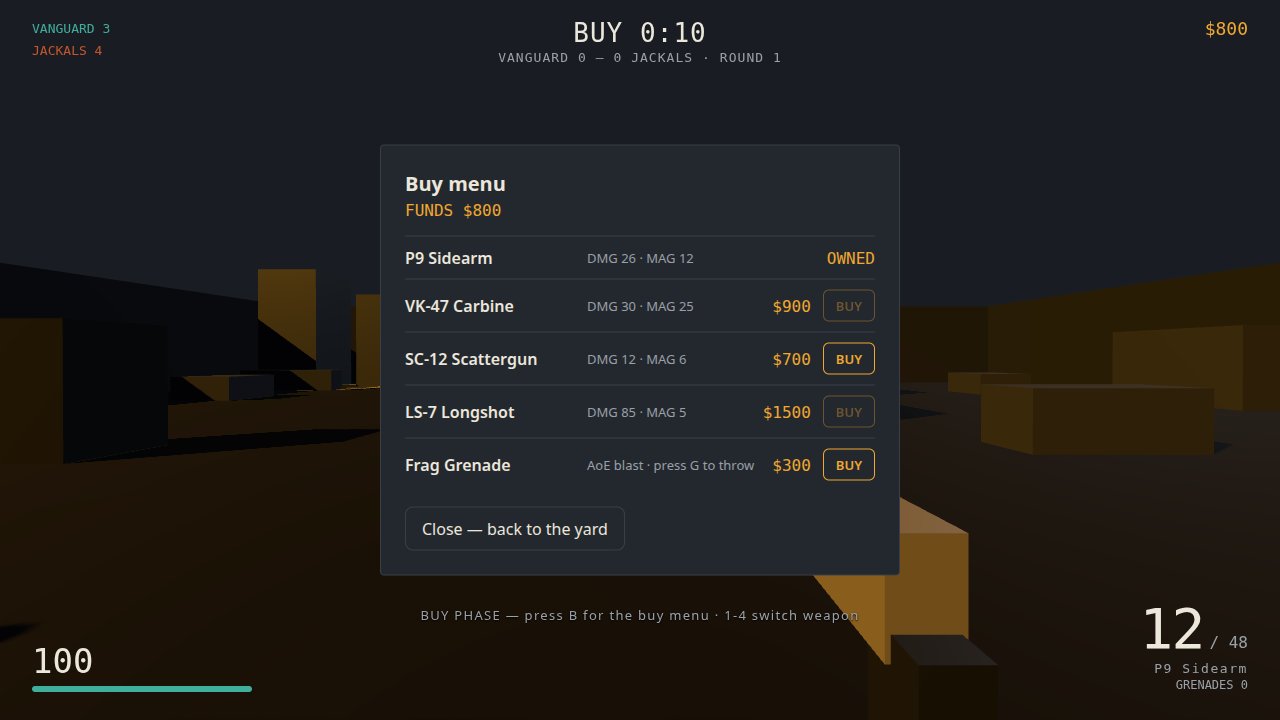 VANGUARD 3
JACKALS 4
BUY 0:10
VANGUARD 0 — 0 JACKALS · ROUND 1
$800
Buy menu
FUNDS $800
P9 Sidearm DMG 26 · MAG 12 OWNED
VK-47 Carbine DMG 30 · MAG 25 $900 BUY
SC-12 Scattergun DMG 12 · MAG 6 $700 BUY
LS-7 Longshot DMG 85 · MAG 5 $1500 BUY
Frag Grenade AoE blast · press G to throw $300 BUY
Close — back to the yard
BUY PHASE — press B for the buy menu · 1-4 switch weapon
100
12 / 48
P9 Sidearm
GRENADES 0